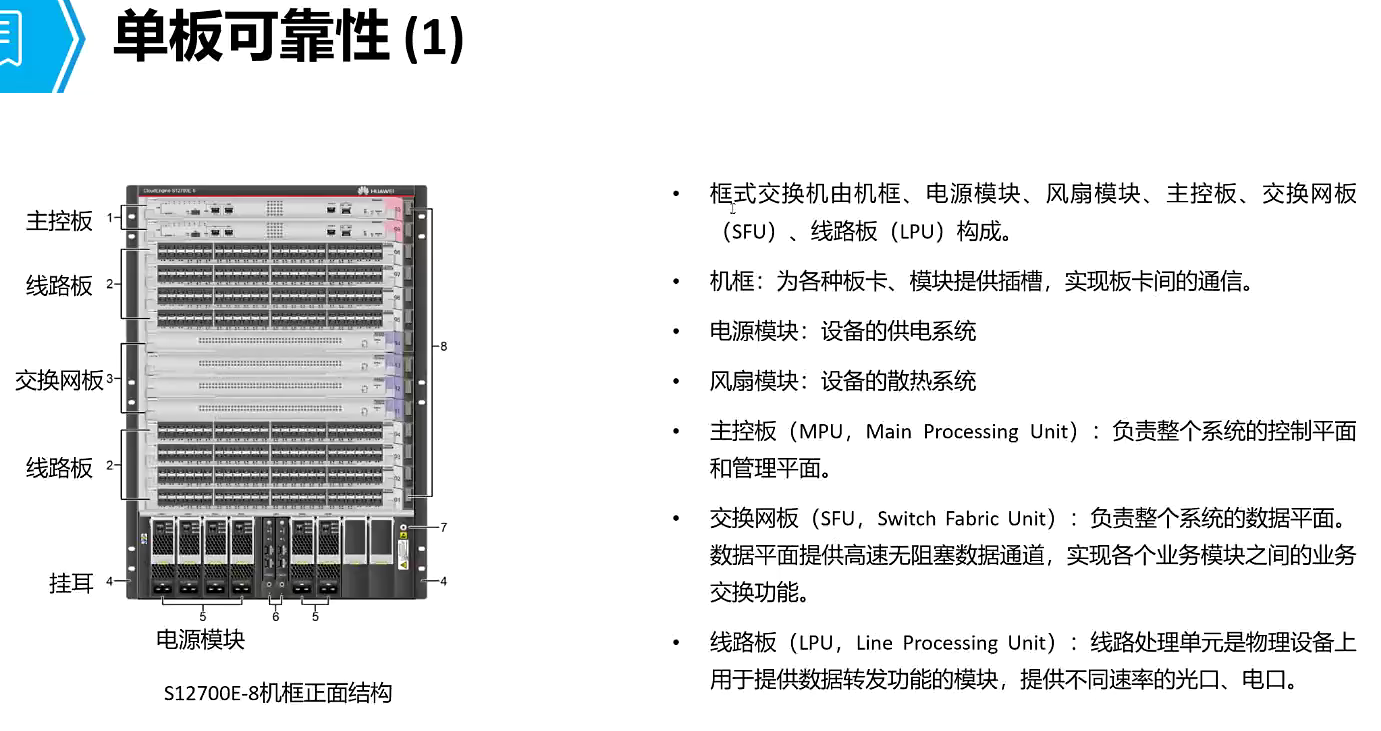 单板可靠性 (1)
CloudEngine S12700E-8
HUAWEI
主控板
1
线路板
2
8
交换网板
3
线路板
2
7
挂耳
4
4
5
6
5
电源模块
S12700E-8机框正面结构
• 框式交换机由机框、电源模块、风扇模块、主控板、交换网板
（SFU）、线路板（LPU）构成。
• 机框：为各种板卡、模块提供插槽，实现板卡间的通信。
• 电源模块：设备的供电系统
• 风扇模块：设备的散热系统
• 主控板（MPU，Main Processing Unit）：负责整个系统的控制平面
和管理平面。
• 交换网板（SFU，Switch Fabric Unit）：负责整个系统的数据平面。
数据平面提供高速无阻塞数据通道，实现各个业务模块之间的业务
交换功能。
• 线路板（LPU，Line Processing Unit）：线路处理单元是物理设备上
用于提供数据转发功能的模块，提供不同速率的光口、电口。